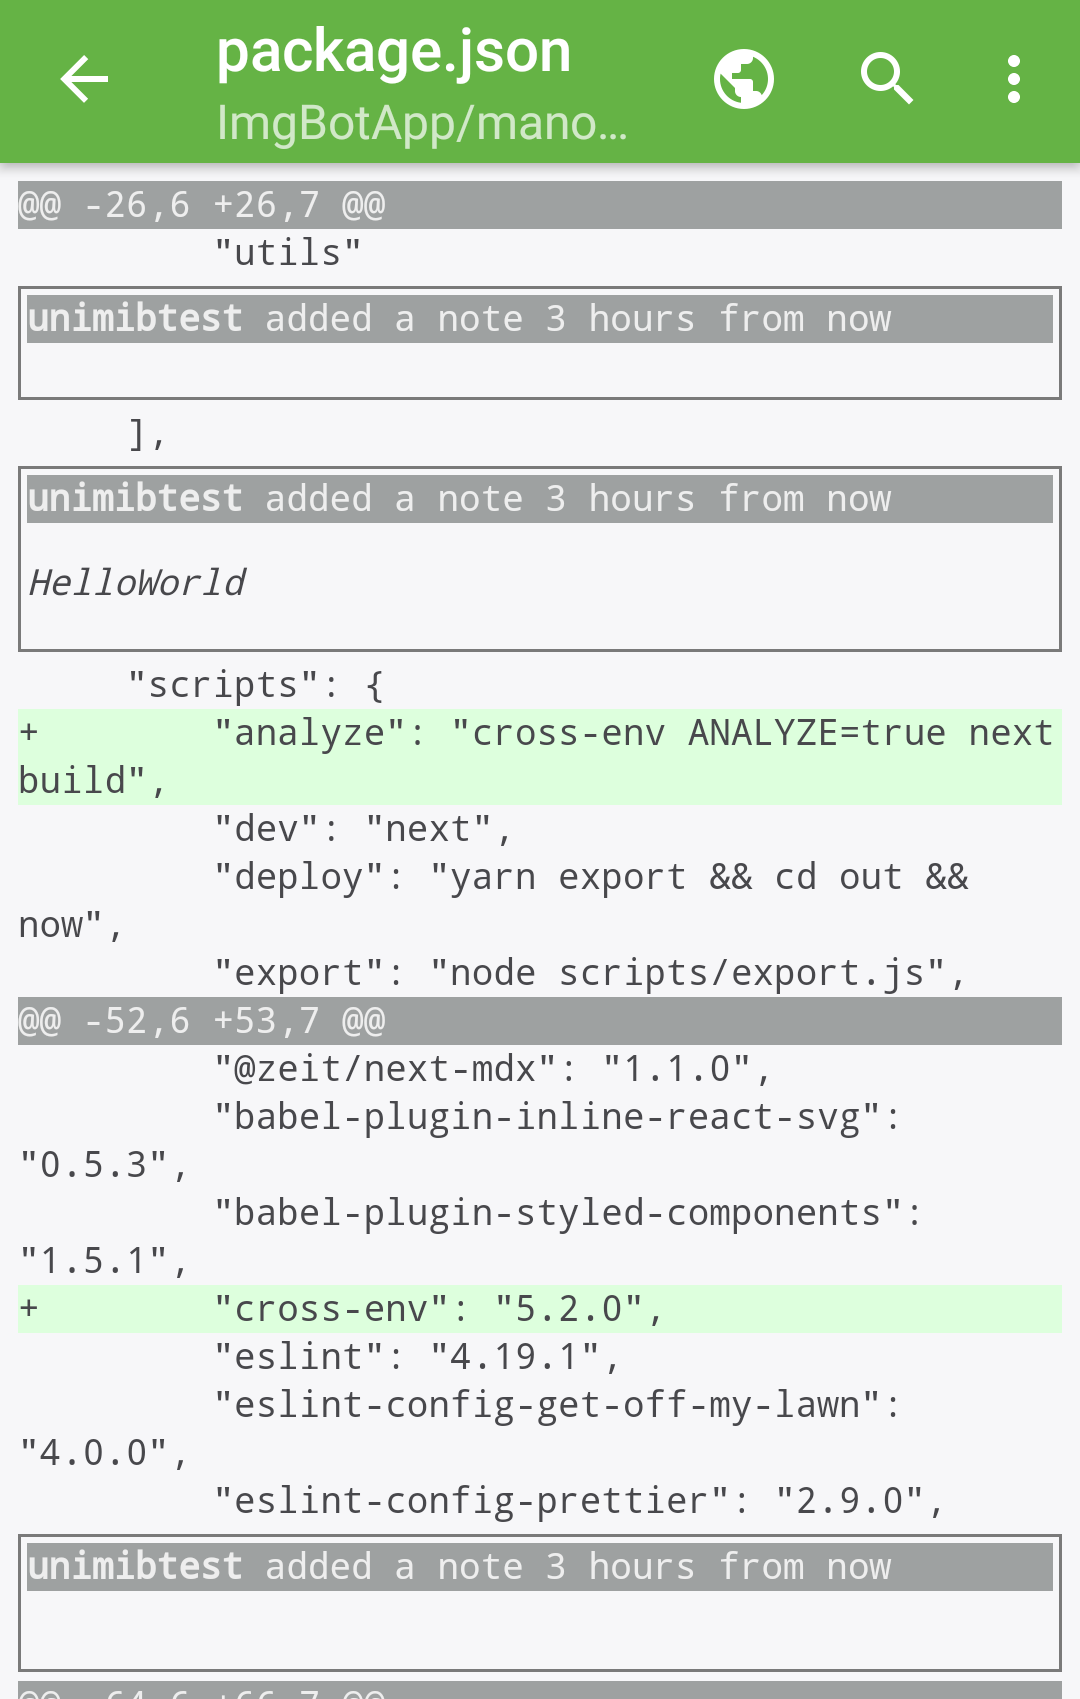 package.json
ImgBotApp/mano...
@@ -26,6 +26,7 @@
"utils"
unimibtest added a note 3 hours from now
],
unimibtest added a note 3 hours from now
HelloWorld
"scripts": {
+ "analyze": "cross-env ANALYZE=true next
build",
"dev": "next",
"deploy": "yarn export && cd out &&
now",
"export": "node scripts/export.js",
@@ -52,6 +53,7 @@
"@zeit/next-mdx": "1.1.0",
"babel-plugin-inline-react-svg":
"0.5.3",
"babel-plugin-styled-components":
"1.5.1",
+ "cross-env": "5.2.0",
"eslint": "4.19.1",
"eslint-config-get-off-my-lawn":
"4.0.0",
"eslint-config-prettier": "2.9.0",
unimibtest added a note 3 hours from now
@@ -64,6 +66,7 @@